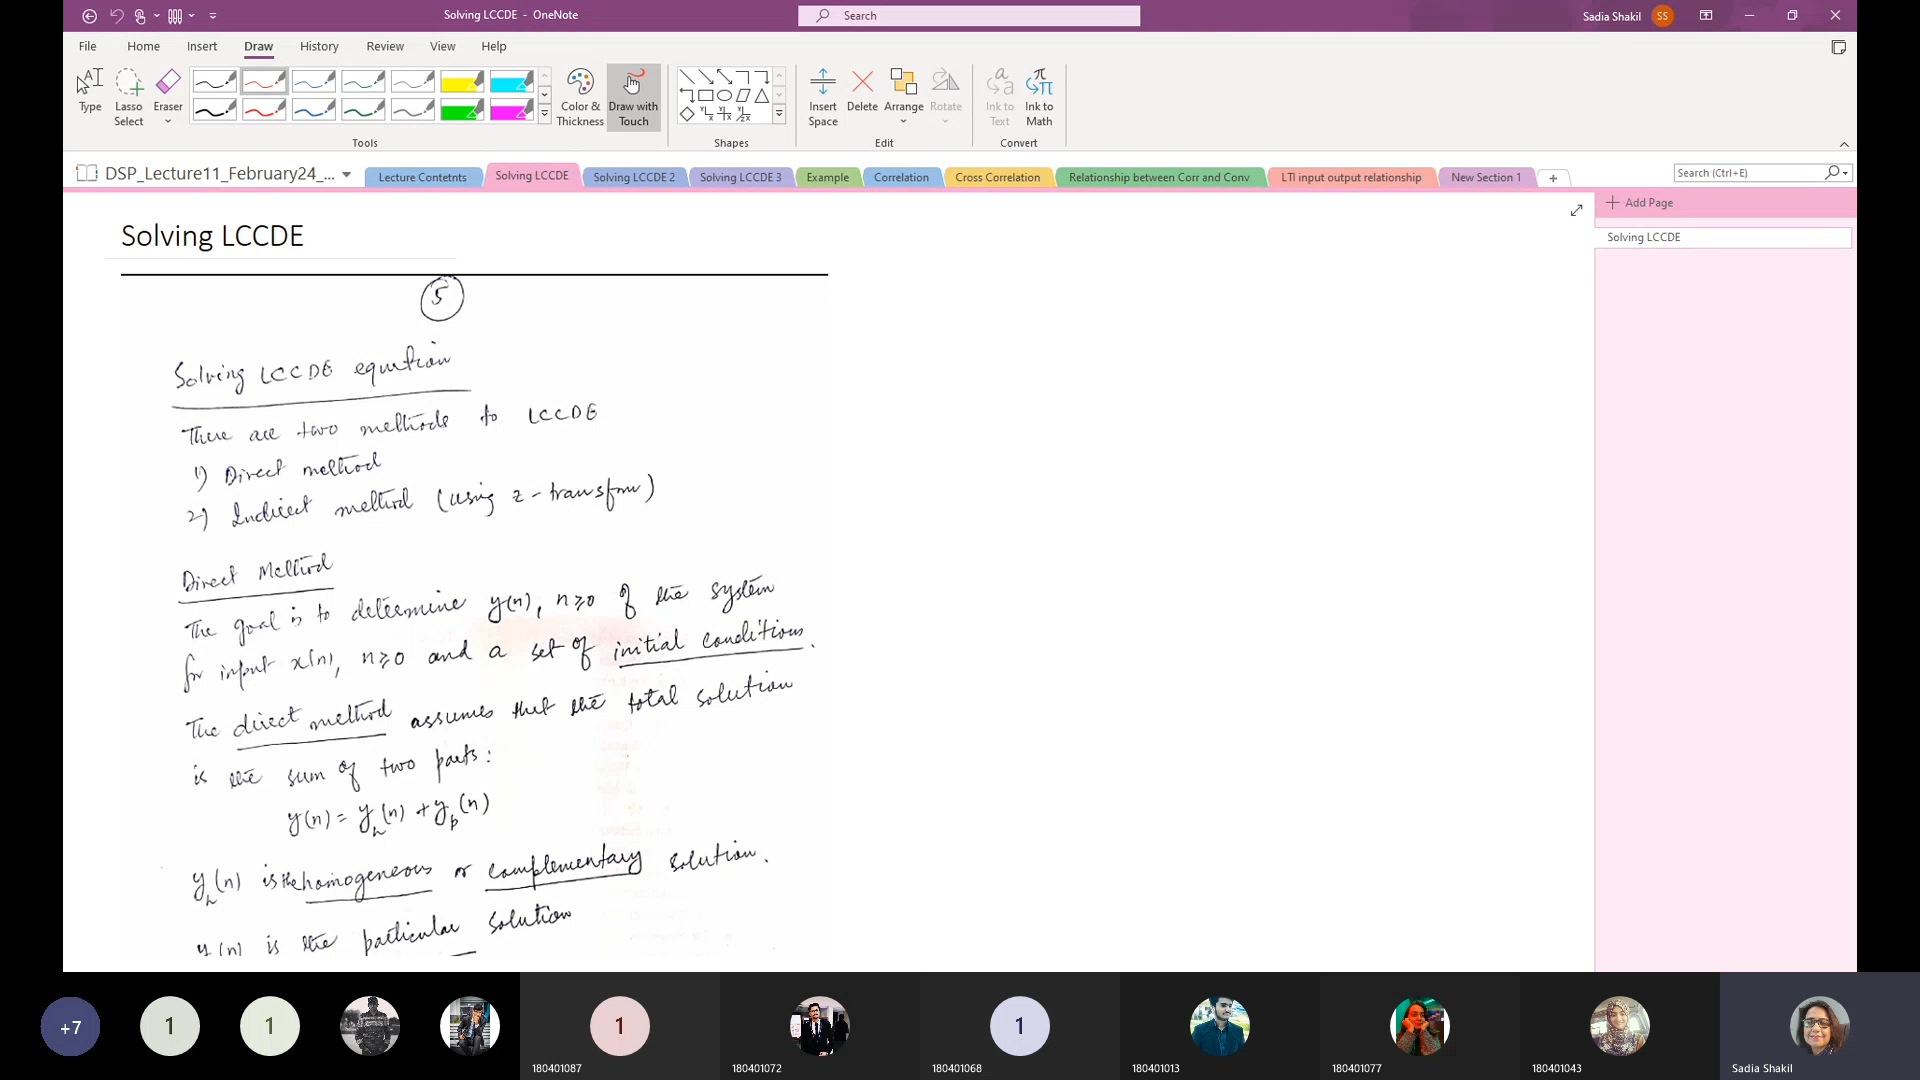 Solving LCCDE - OneNote
Search
Sadia Shakil
SS
File
Home
Insert
Draw
History
Review
View
Help
Type
Lasso Select
Eraser
Color & Thickness
Draw with Touch
Insert Space
Delete
Arrange
Rotate
Ink to Text
Ink to Math
Tools
Shapes
Edit
Convert
DSP_Lecture11_February24_...
Lecture Contetnts
Solving LCCDE
Solving LCCDE 2
Solving LCCDE 3
Example
Correlation
Cross Correlation
Relationship between Corr and Conv
LTI input output relationship
New Section 1
Search (Ctrl+E)
Add Page
Solving LCCDE
Solving LCCDE
5
Solving LCCDE equation
There are two methods to LCCDE
1) Direct method
2) Indirect method (using z-transform)
Direct Method
The goal is to determine y(n), n≥0 of the system
for input x(n), n≥0 and a set of initial conditions.
The direct method assumes that the total solution
is the sum of two parts:
y(n) = y_h(n) + y_p(n)
y_h(n) is the homogeneous or complementary solution.
y (n) is the particular solution
+7
1
1
1
1
180401087
180401072
180401068
180401013
180401077
180401043
Sadia Shakil